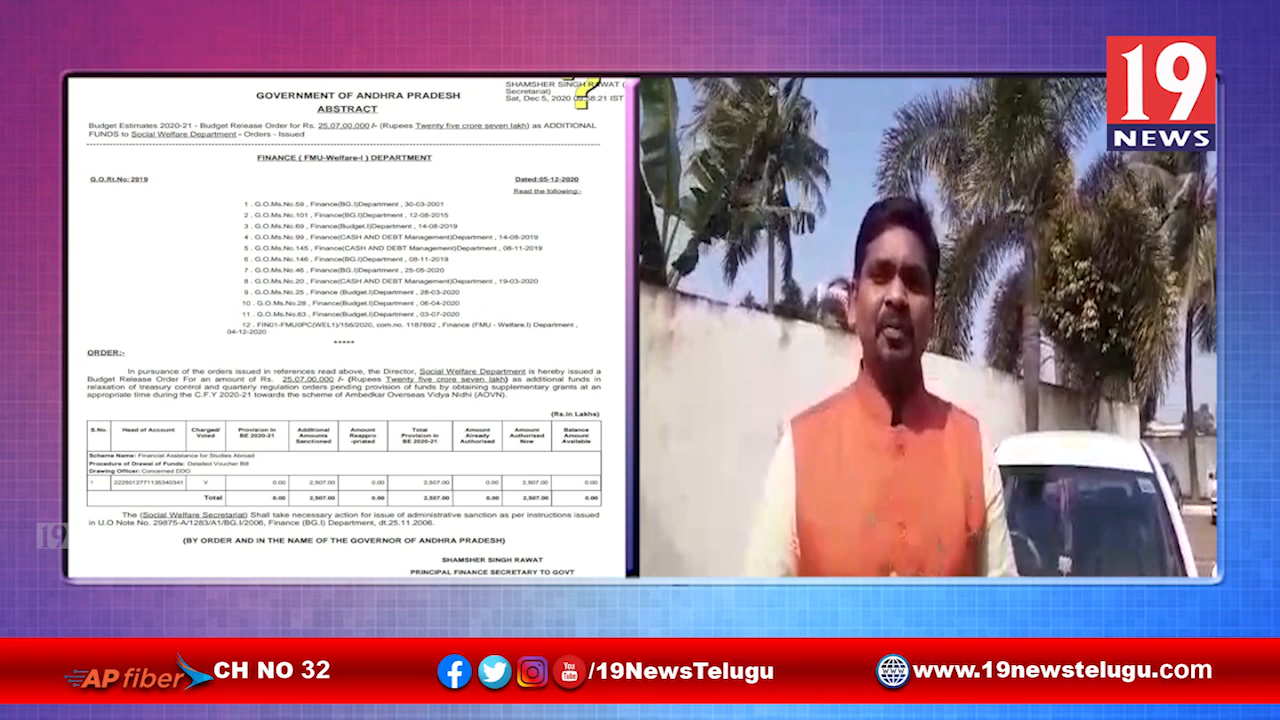 SHAMSHER SINGH RAWAT (
Secretariat)
Sat, Dec 5, 2020 09:58:21 IST
?
GOVERNMENT OF ANDHRA PRADESH
ABSTRACT
Budget Estimates 2020-21 - Budget Release Order for Rs. 25,07,00,000 /- (Rupees Twenty five crore seven lakh) as ADDITIONAL
FUNDS to Social Welfare Department - Orders - Issued
FINANCE ( FMU-Welfare-I ) DEPARTMENT
G.O.Rt.No: 2919 Dated:05-12-2020
Read the following:-
1 . G.O.Ms.No.59 , Finance(BG.I)Department , 30-03-2001
2 . G.O.Ms.No.101 , Finance(BG.I)Department , 12-08-2015
3 . G.O.Ms.No.69 , Finance(Budget.I)Department , 14-08-2019
4 . G.O.Ms.No.99 , Finance(CASH AND DEBT Management)Department , 14-08-2019
5 . G.O.Ms.No.145 , Finance(CASH AND DEBT Management)Department , 08-11-2019
6 . G.O.Ms.No.146 , Finance(BG.I)Department , 08-11-2019
7 . G.O.Ms.No.46 , Finance(BG.I)Department , 25-05-2020
8 . G.O.Ms.No.20 , Finance(CASH AND DEBT Management)Department , 19-03-2020
9 . G.O.Ms.No.25 , Finance (Budget.I)Department , 28-03-2020
10 . G.O.Ms.No.28 , Finance(Budget.I)Department , 06-04-2020
11 . G.O.Ms.No.63 , Finance(Budget.I)Department , 03-07-2020
12 . FIN01-FMU0PC(WEL1)/156/2020, com.no. 1187692 , Finance (FMU - Welfare.I) Department ,
04-12-2020
*****
ORDER:-
In pursuance of the orders issued in references read above, the Director, Social Welfare Department is hereby issued a
Budget Release Order For an amount of Rs. 25,07,00,000 /- (Rupees Twenty five crore seven lakh) as additional funds in
relaxation of treasury control and quarterly regulation orders pending provision of funds by obtaining supplementary grants at an
appropriate time during the C.F.Y 2020-21 towards the scheme of Ambedkar Overseas Vidya Nidhi (AOVN).
(Rs.in Lakhs)
S.No. Head of Account Charged/ Voted Provision in BE 2020-21 Additional Amounts Sanctioned Amount Reappro -priated Total Provision in BE 2020-21 Amount Already Authorised Amount Authorised Now Balance Amount Available
Scheme Name: Financial Assistance for Studies Abroad
Procedure of Drawal of Funds: Detailed Voucher Bill
Drawing Officer: Concerned DDO
1 2225012771135340341 V 0.00 2,507.00 0.00 2,507.00 0.00 2,507.00 0.00
Total 0.00 2,507.00 0.00 2,507.00 0.00 2,507.00 0.00
The (Social Welfare Secretariat) Shall take necessary action for issue of administrative sanction as per instructions issued
in U.O Note No. 29875-A/1283/A1/BG.I/2006, Finance (BG.I) Department, dt.25.11.2006.
(BY ORDER AND IN THE NAME OF THE GOVERNOR OF ANDHRA PRADESH)
SHAMSHER SINGH RAWAT
PRINCIPAL FINANCE SECRETARY TO GOVT
19
NEWS
19
AP fiber CH NO 32
You Tube /19NewsTelugu
www.19newstelugu.com